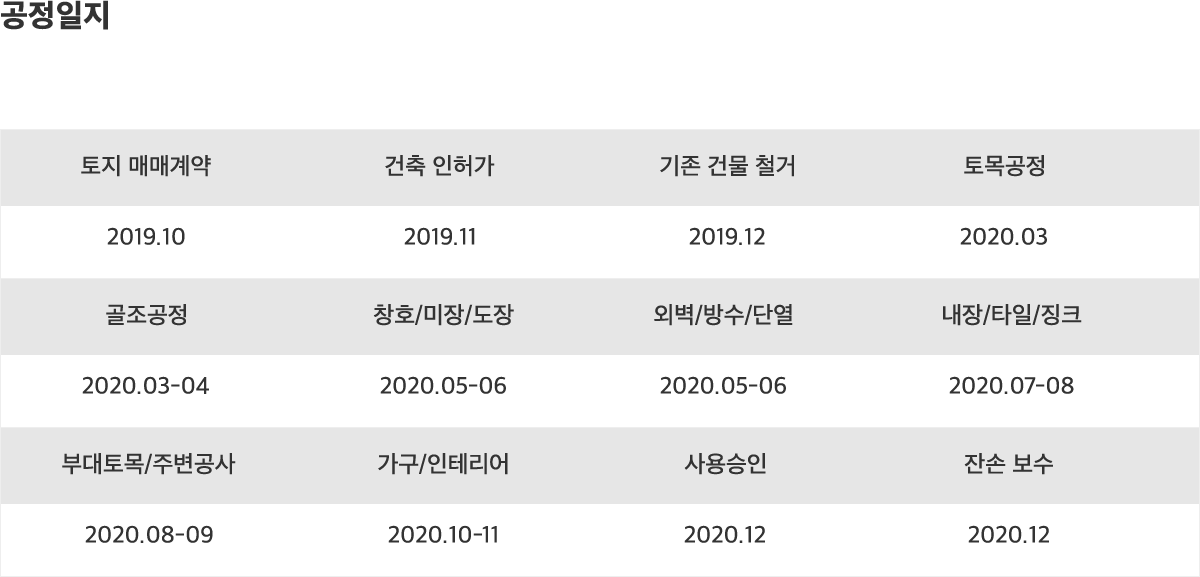 공정일지
토지 매매계약 건축 인허가 기존 건물 철거 토목공정
2019.10 2019.11 2019.12 2020.03
골조공정 창호/미장/도장 외벽/방수/단열 내장/타일/징크
2020.03-04 2020.05-06 2020.05-06 2020.07-08
부대토목/주변공사 가구/인테리어 사용승인 잔손 보수
2020.08-09 2020.10-11 2020.12 2020.12